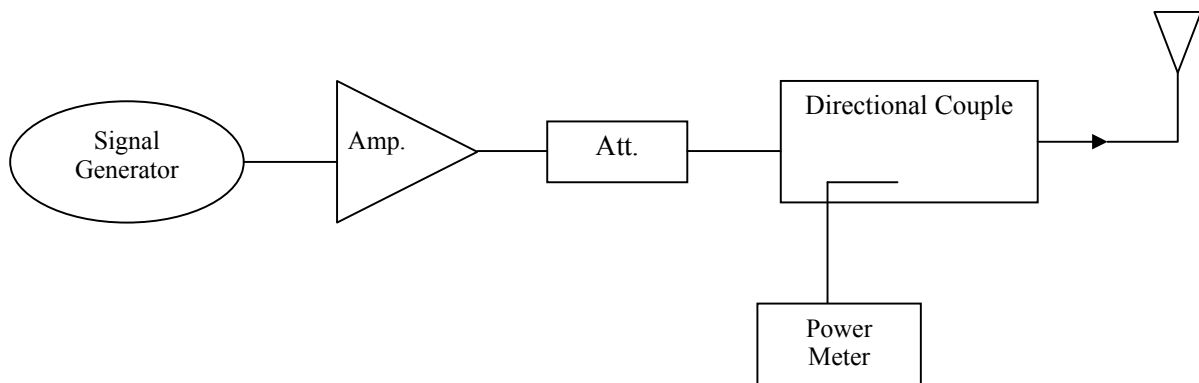 Signal
Generator
Amp.
Att.
Directional Couple
Power
Meter